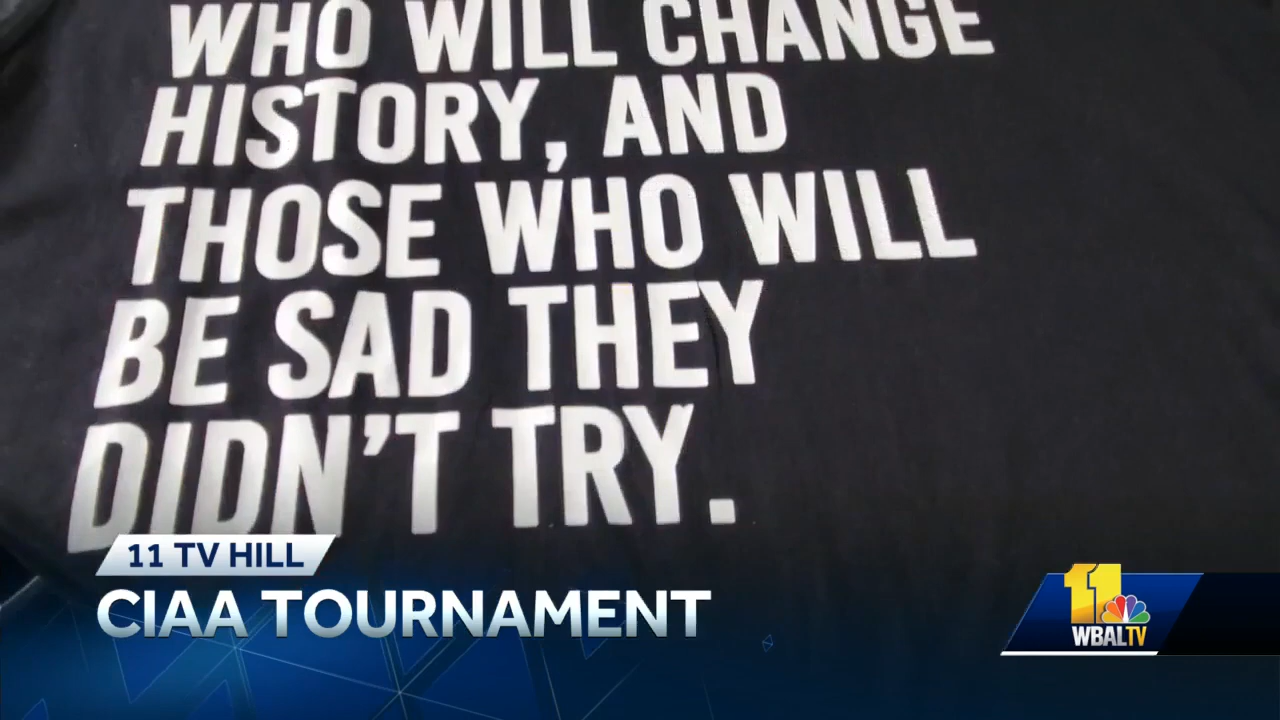 WHO WILL CHANGE
HISTORY, AND
THOSE WHO WILL
BE SAD THEY
DIDN'T TRY.
11 TV HILL
CIAA TOURNAMENT
11
WBALTV